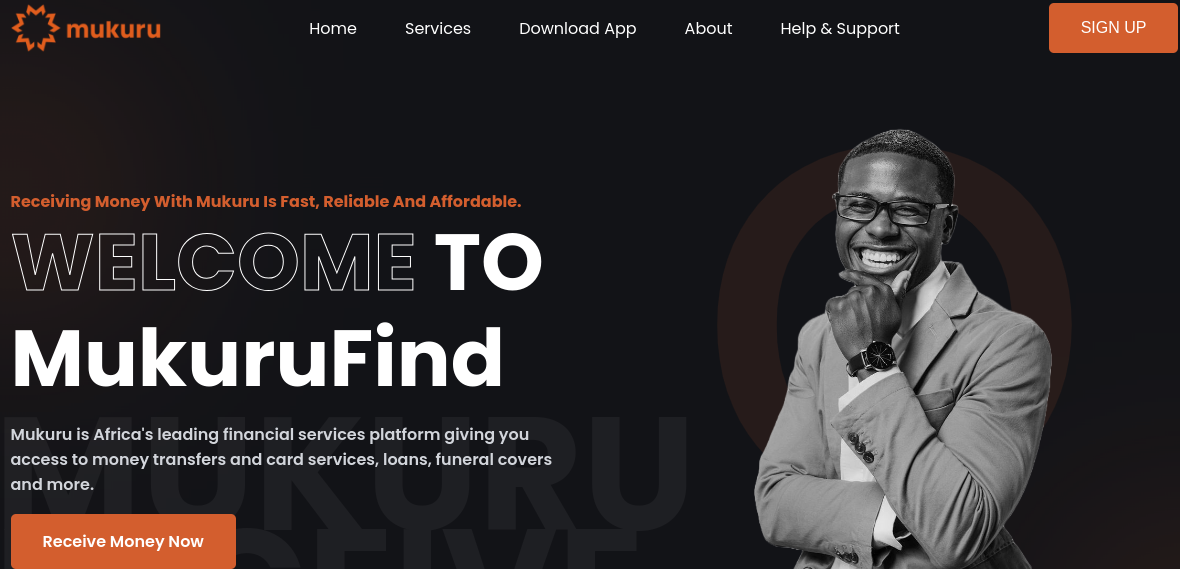 mukuru
Home Services Download App About Help & Support
SIGN UP
Receiving Money With Mukuru Is Fast, Reliable And Affordable.
WELCOME TO
MukuruFind
MUKURU
Mukuru is Africa's leading financial services platform giving you
access to money transfers and card services, loans, funeral covers
and more.
Receive Money Now